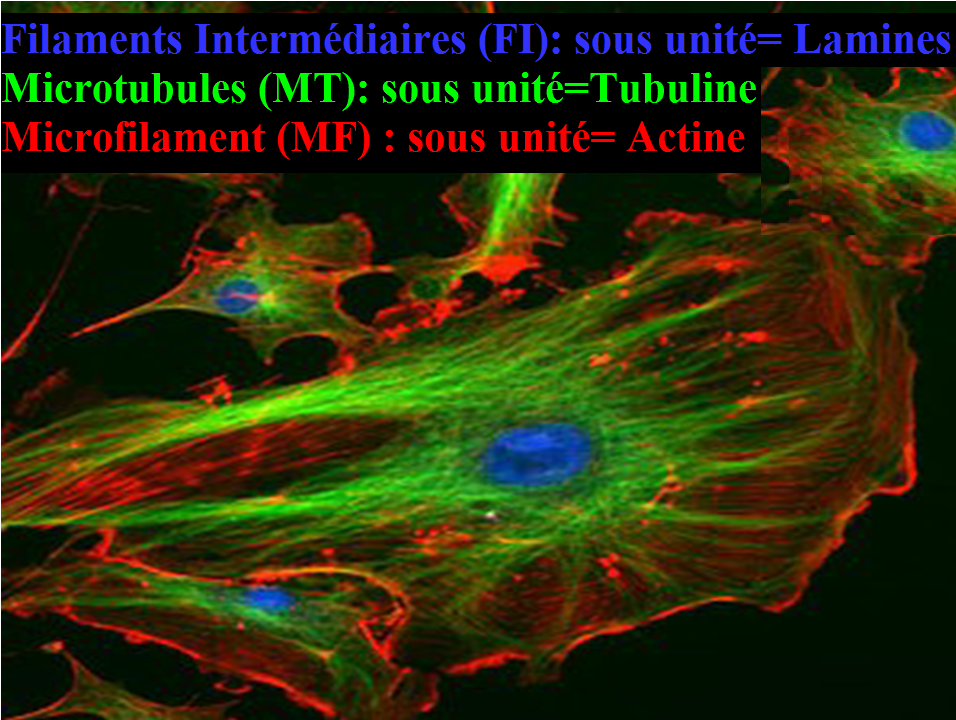 Filaments Intermédiaires (FI): sous unité= Lamines
Microtubules (MT): sous unité=Tubuline
Microfilament (MF) : sous unité= Actine